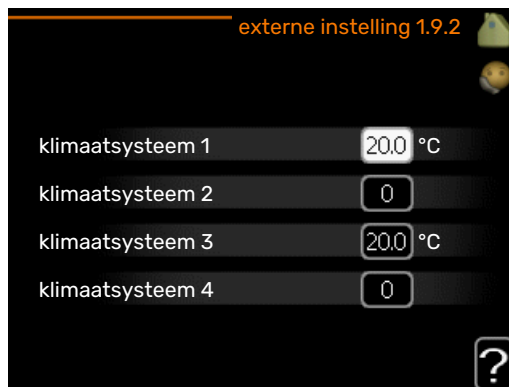 externe instelling 1.9.2
klimaatsysteem 1 20.0 °C
klimaatsysteem 2 0
klimaatsysteem 3 20.0 °C
klimaatsysteem 4 0
?